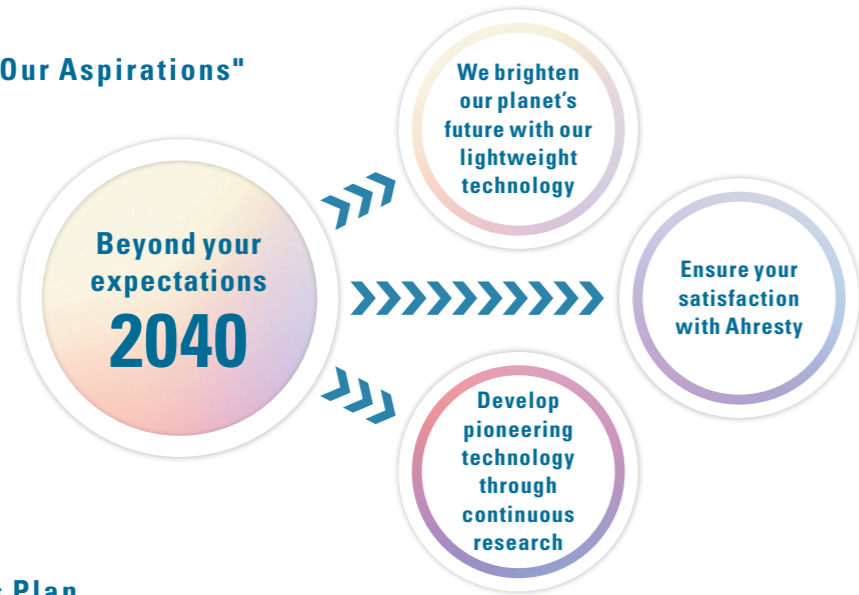 Our Aspirations"
We brighten
our planet's
future with our
lightweight
technology
Beyond your
expectations
2040
Ensure your
satisfaction
with Ahresty
Develop
pioneering
technology
through
continuous
research
Plan